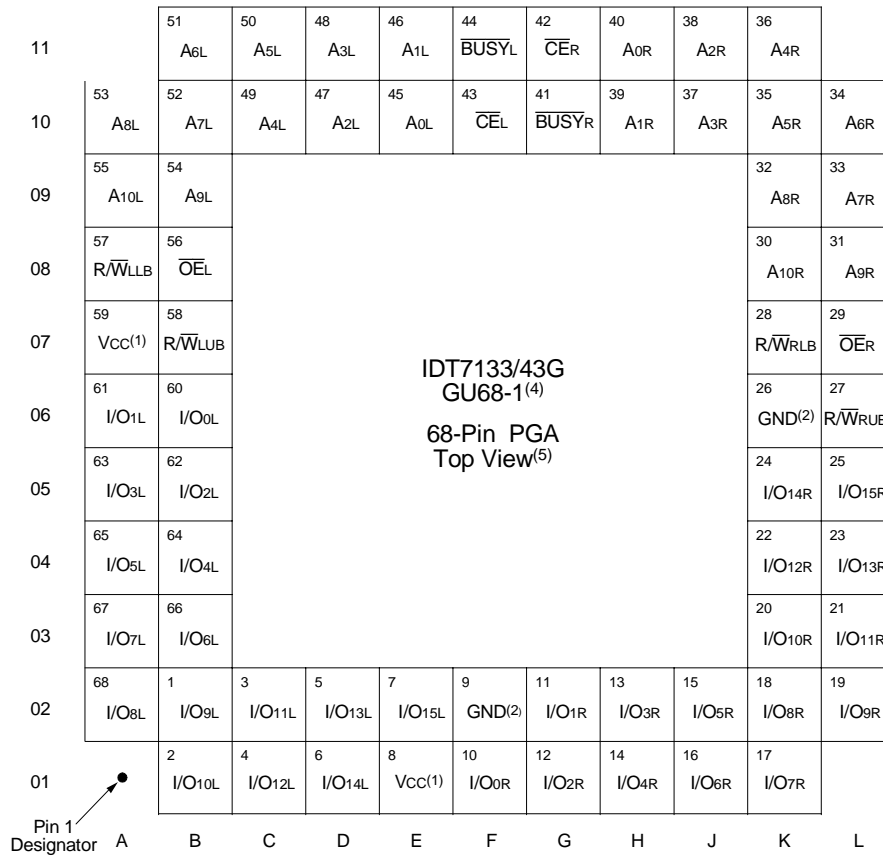 51 50 48 46 44 42 40 38 36
11 A6L A5L A3L A1L BUSYL CER A0R A2R A4R
53 52 49 47 45 43 41 39 37 35 34
10 A8L A7L A4L A2L A0L CEL BUSYR A1R A3R A5R A6R
55 54 32 33
09 A10L A9L A8R A7R
57 56 30 31
08 R/WLLB OEL A10R A9R
59 58 28 29
07 VCC(1) R/WLUB R/WRLB OER
IDT7133/43G
61 60 26 27
06 I/O1L I/O0L GU68-1(4) GND(2) R/WRUB
68-Pin PGA
Top View(5)
63 62 24 25
05 I/O3L I/O2L I/O14R I/O15R
65 64 22 23
04 I/O5L I/O4L I/O12R I/O13R
67 66 20 21
03 I/O7L I/O6L I/O10R I/O11R
68 1 3 5 7 9 11 13 15 18 19
02 I/O8L I/O9L I/O11L I/O13L I/O15L GND(2) I/O1R I/O3R I/O5R I/O8R I/O9R
2 4 6 8 10 12 14 16 17
01 I/O10L I/O12L I/O14L VCC(1) I/O0R I/O2R I/O4R I/O6R I/O7R
Pin 1
Designator
A B C D E F G H J K L